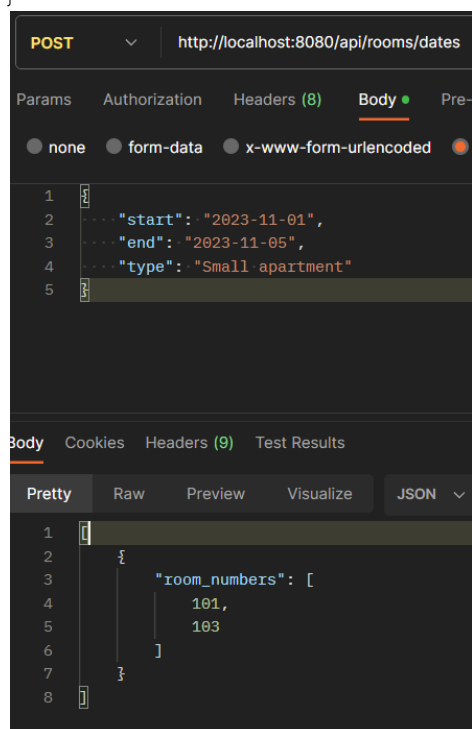 POST http://localhost:8080/api/rooms/dates
Params Authorization Headers (8) Body Pre-
none form-data x-www-form-urlencoded
1 {
2 "start": "2023-11-01",
3 "end": "2023-11-05",
4 "type": "Small apartment"
5 }
Body Cookies Headers (9) Test Results
Pretty Raw Preview Visualize JSON
1 [
2 {
3 "room_numbers": [
4 101,
5 103
6 ]
7 }
8 ]